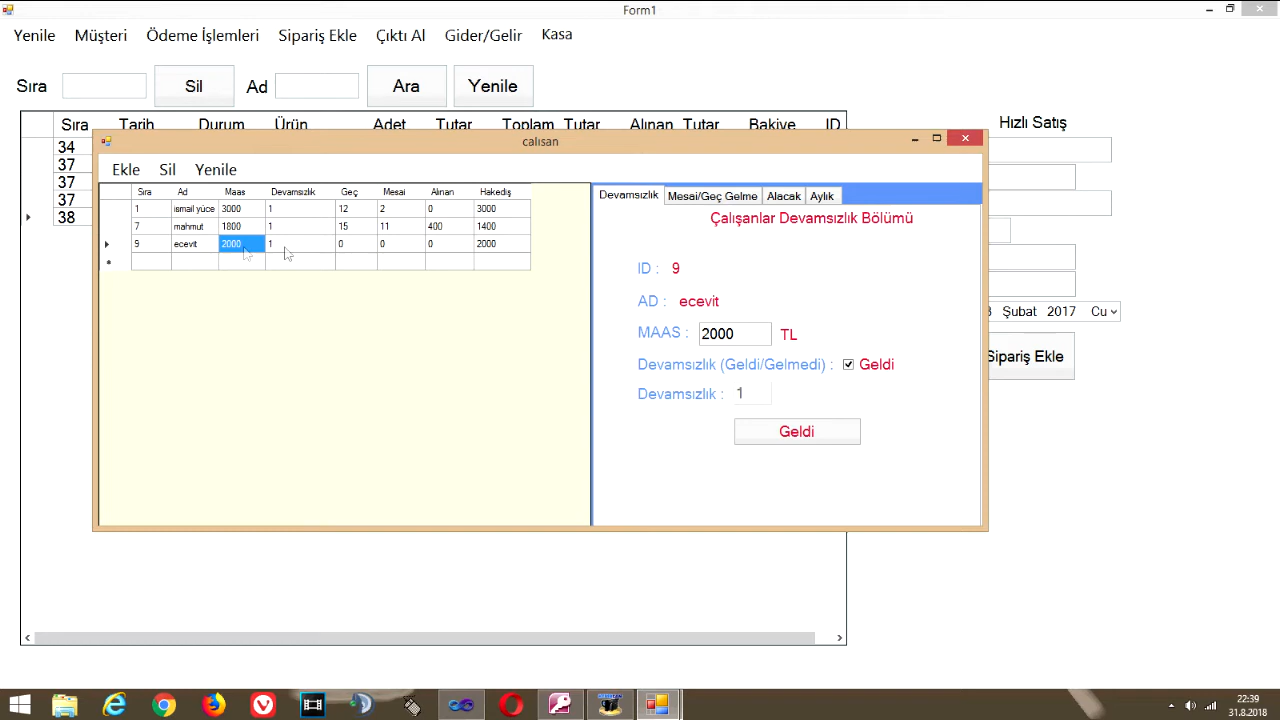 Form1
Yenile Müşteri Ödeme İşlemleri Sipariş Ekle Çıktı Al Gider/Gelir Kasa
Sıra Sil Ad Ara Yenile
Sıra Tarih Durum Ürün Adet Tutar Toplam Tutar Alınan Tutar Bakiye ID
Hızlı Satış
34
37
37
37
38
calısan
Ekle Sil Yenile
Sıra Ad Maas Devamsızlık Geç Mesai Alınan Hakediş
1 ismail yüce 3000 1 12 2 0 3000
7 mahmut 1800 1 15 11 400 1400
9 ecevit 2000 1 0 0 0 2000
Devamsızlık Mesai/Geç Gelme Alacak Aylık
Çalışanlar Devamsızlık Bölümü
ID : 9
AD : ecevit
MAAS : 2000 TL
Devamsızlık (Geldi/Gelmedi) : Geldi
Devamsızlık : 1
Geldi
Şubat 2017 Cu
Sipariş Ekle
22:39
31.8.2018